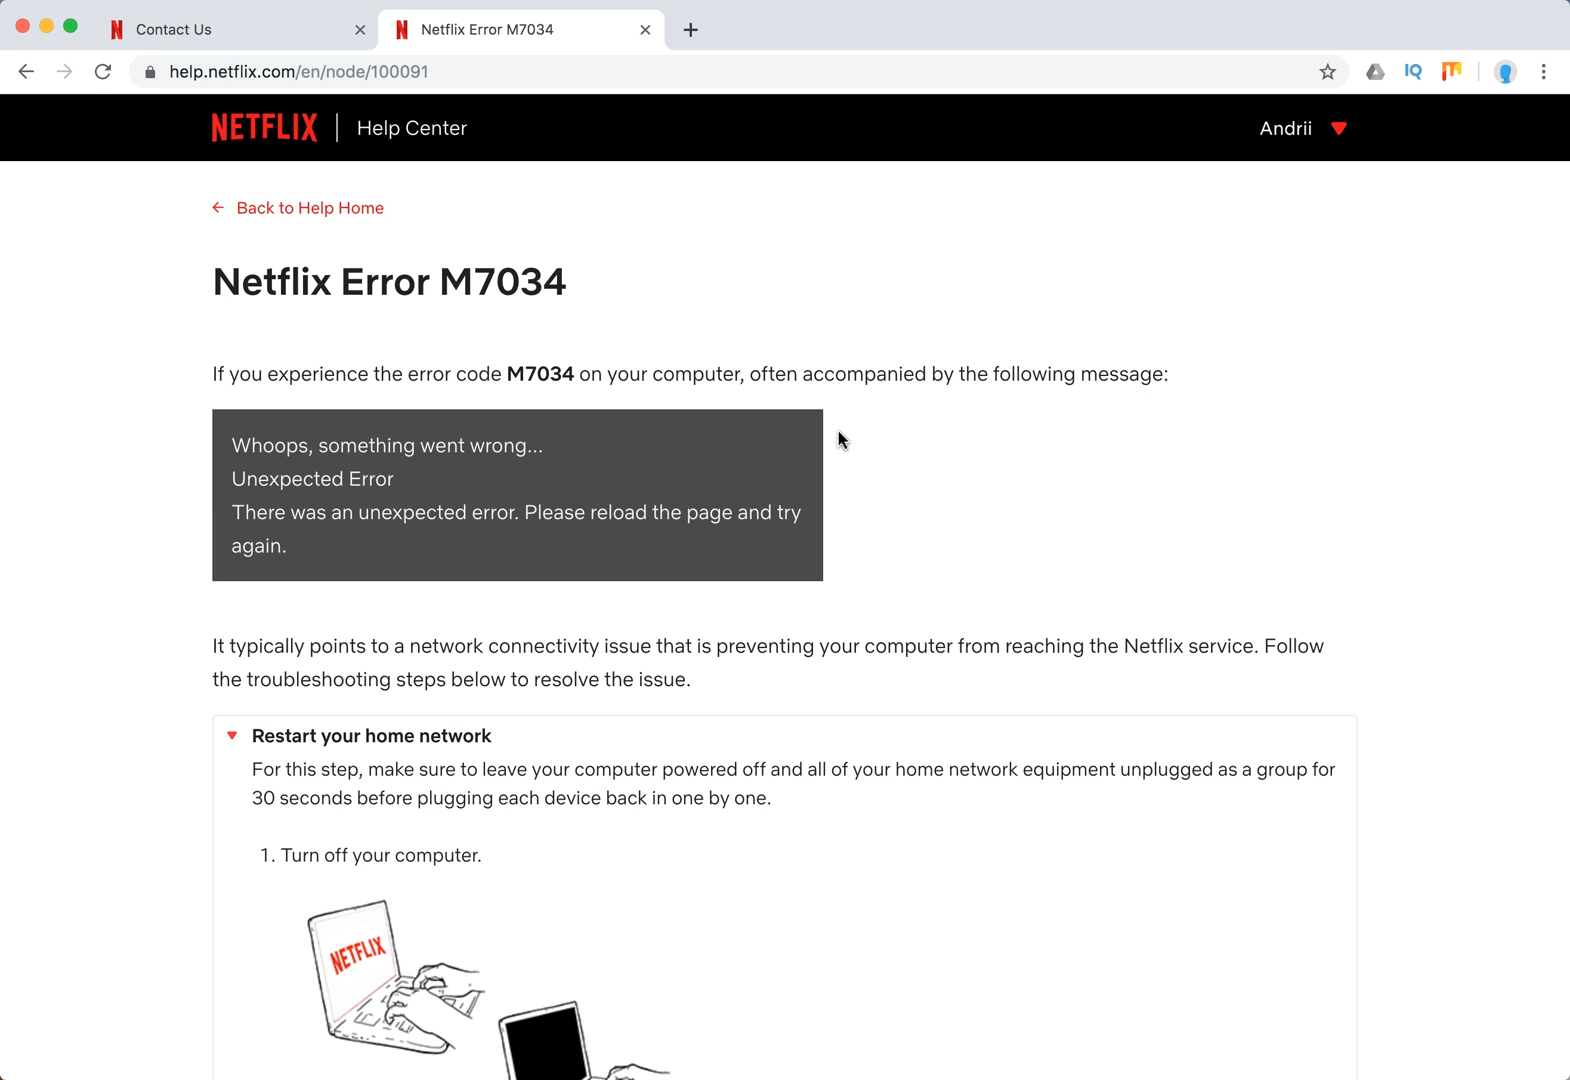 Contact Us
Netflix Error M7034
help.netflix.com/en/node/100091
IQ
NETFLIX
Help Center
Andrii
Back to Help Home
Netflix Error M7034
If you experience the error code M7034 on your computer, often accompanied by the following message:
Whoops, something went wrong...
Unexpected Error
There was an unexpected error. Please reload the page and try
again.
It typically points to a network connectivity issue that is preventing your computer from reaching the Netflix service. Follow
the troubleshooting steps below to resolve the issue.
Restart your home network
For this step, make sure to leave your computer powered off and all of your home network equipment unplugged as a group for
30 seconds before plugging each device back in one by one.
1. Turn off your computer.
NETFLIX